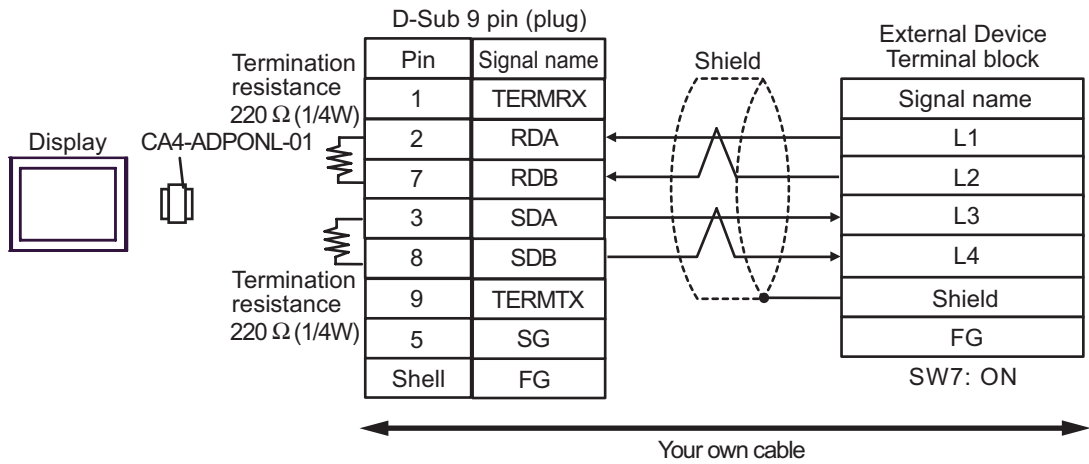 D-Sub 9 pin (plug)
External Device
Terminal block
Shield
Termination
resistance
220 Ω (1/4W)
Display
CA4-ADPONL-01
Pin Signal name
1 TERMRX
2 RDA
7 RDB
3 SDA
8 SDB
9 TERMTX
5 SG
Shell FG
Termination
resistance
220 Ω (1/4W)
Signal name
L1
L2
L3
L4
Shield
FG
SW7: ON
Your own cable